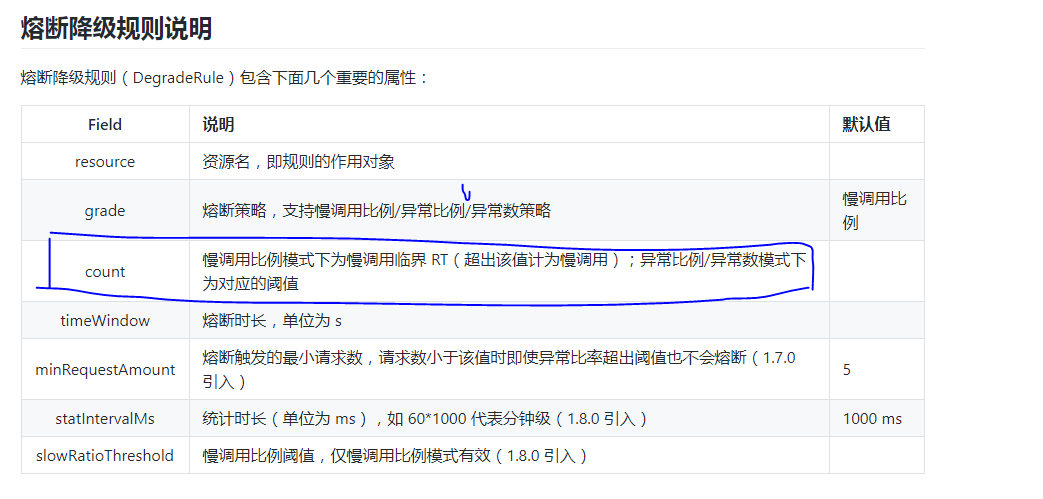 熔断降级规则说明
熔断降级规则（DegradeRule）包含下面几个重要的属性：
Field 说明 默认值
resource 资源名，即规则的作用对象
grade 熔断策略，支持慢调用比例/异常比例/异常数策略 慢调用比
例
count 慢调用比例模式下为慢调用临界 RT（超出该值计为慢调用）；异常比例/异常数模式下
为对应的阈值
timeWindow 熔断时长，单位为 s
minRequestAmount 熔断触发的最小请求数，请求数小于该值时即使异常比率超出阈值也不会熔断（1.7.0 5
引入）
statIntervalMs 统计时长（单位为 ms），如 60*1000 代表分钟级（1.8.0 引入） 1000 ms
slowRatioThreshold 慢调用比例阈值，仅慢调用比例模式有效（1.8.0 引入）